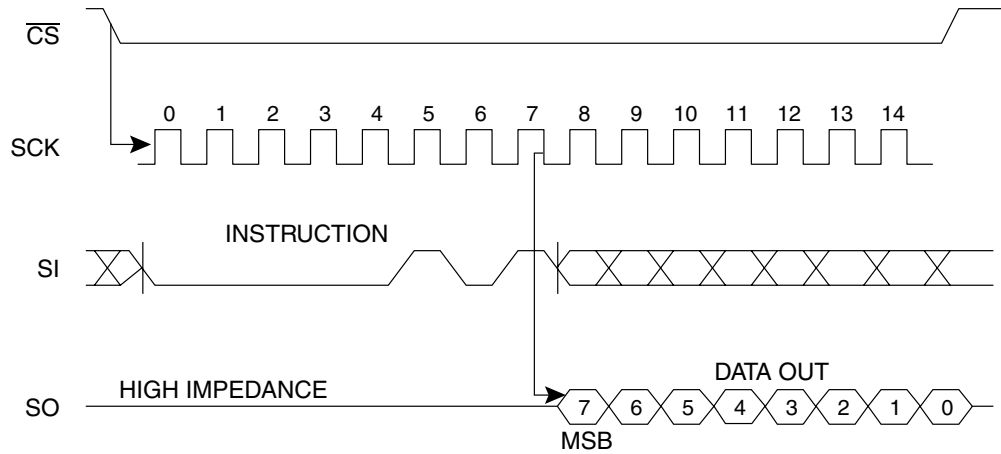 CS
0 1 2 3 4 5 6 7 8 9 10 11 12 13 14
SCK
INSTRUCTION
SI
HIGH IMPEDANCE
DATA OUT
SO
7 6 5 4 3 2 1 0
MSB